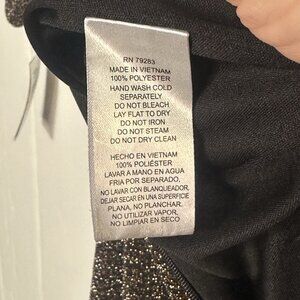 RN 79283
MADE IN VIETNAM
100% POLYESTER
HAND WASH COLD
SEPARATELY
DO NOT BLEACH
LAY FLAT TO DRY
DO NOT IRON
DO NOT STEAM
DO NOT DRY CLEAN
HECHO EN VIETNAM
100% POLIÉSTER
LAVAR A MANO EN AGUA
FRIA POR SEPARADO,
NO LAVAR CON BLANQUEADOR,
DEJAR SECAR EN UNA SUPERFICIE
PLANA, NO PLANCHAR,
NO UTILIZAR VAPOR,
NO LIMPIAR EN SECO